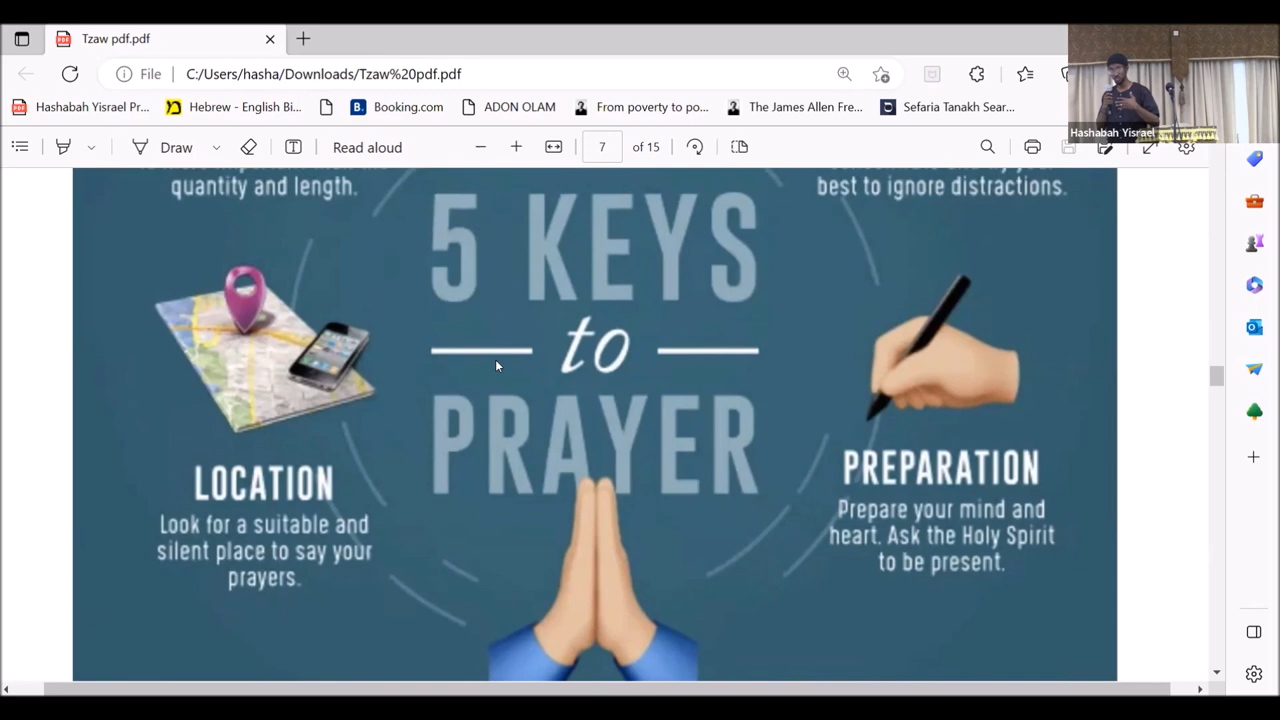 Tzaw pdf.pdf
File
C:/Users/hasha/Downloads/Tzaw%20pdf.pdf
Hashabah Yisrael Pr...
Hebrew - English Bi...
Booking.com
ADON OLAM
From poverty to po...
The James Allen Fre...
Sefaria Tanakh Sear...
Hashabah Yisrael
Draw
Read aloud
7
of 15
quantity and length.
best to ignore distractions.
5 KEYS
to
PRAYER
LOCATION
Look for a suitable and
silent place to say your
prayers.
PREPARATION
Prepare your mind and
heart. Ask the Holy Spirit
to be present.